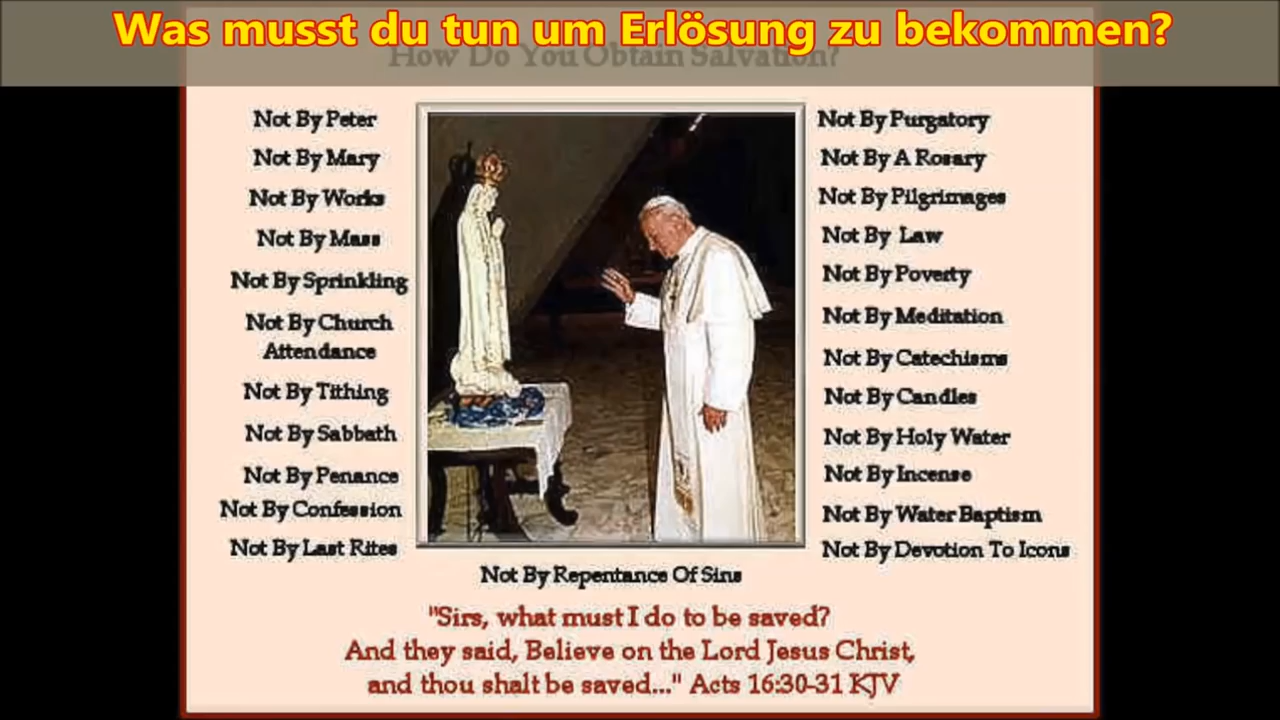 Was musst du tun um Erlösung zu bekommen?
How Do You Obtain Salvation?
Not By Peter
Not By Mary
Not By Works
Not By Mass
Not By Sprinkling
Not By Church
Attendance
Not By Tithing
Not By Sabbath
Not By Penance
Not By Confession
Not By Last Rites
Not By Purgatory
Not By A Rosary
Not By Pilgrimages
Not By Law
Not By Poverty
Not By Meditation
Not By Catechisms
Not By Candles
Not By Holy Water
Not By Incense
Not By Water Baptism
Not By Devotion To Icons
Not By Repentance Of Sins
"Sirs, what must I do to be saved?
And they said, Believe on the Lord Jesus Christ,
and thou shalt be saved..." Acts 16:30-31 KJV